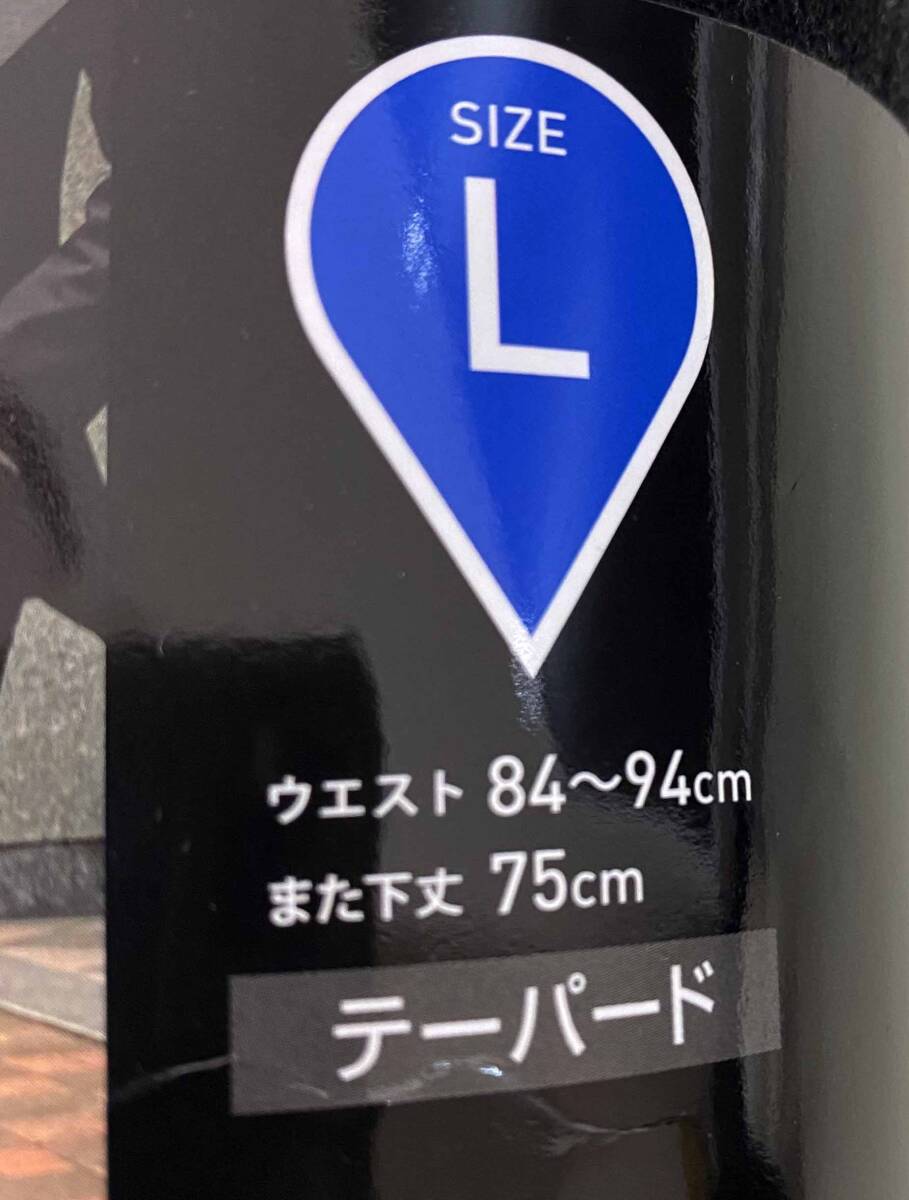 SIZE
L
ウエスト 84～94cm
また下丈 75cm
テーパード